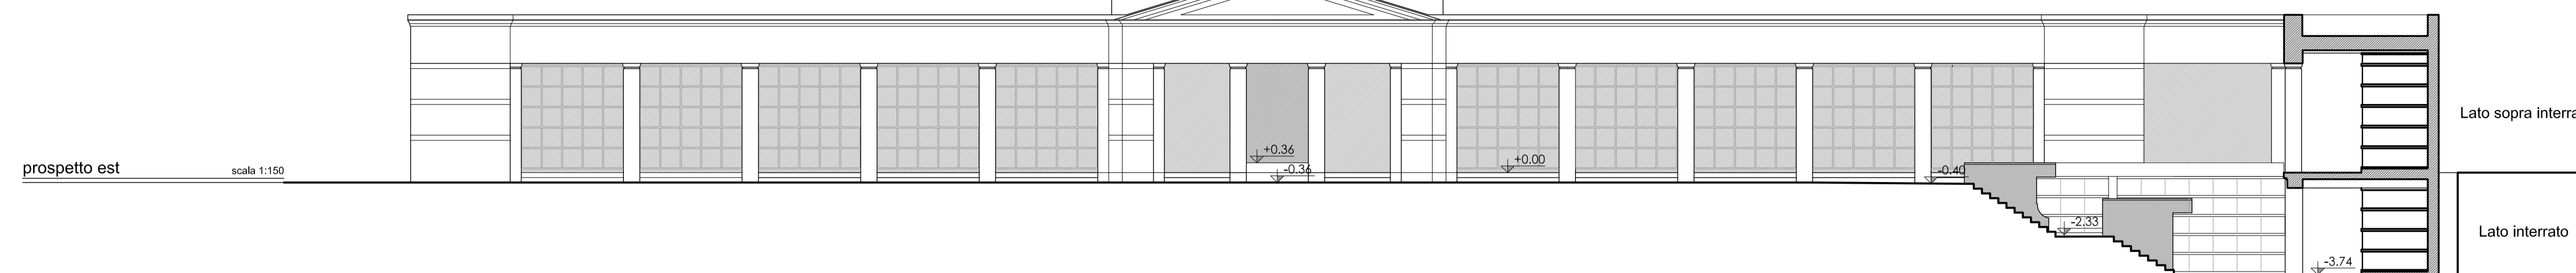 Lato sopra
+0.36
+0.00
prospetto est
scala 1:150
-0.36
-0.40
-2.33
Lato interrato
-3.74